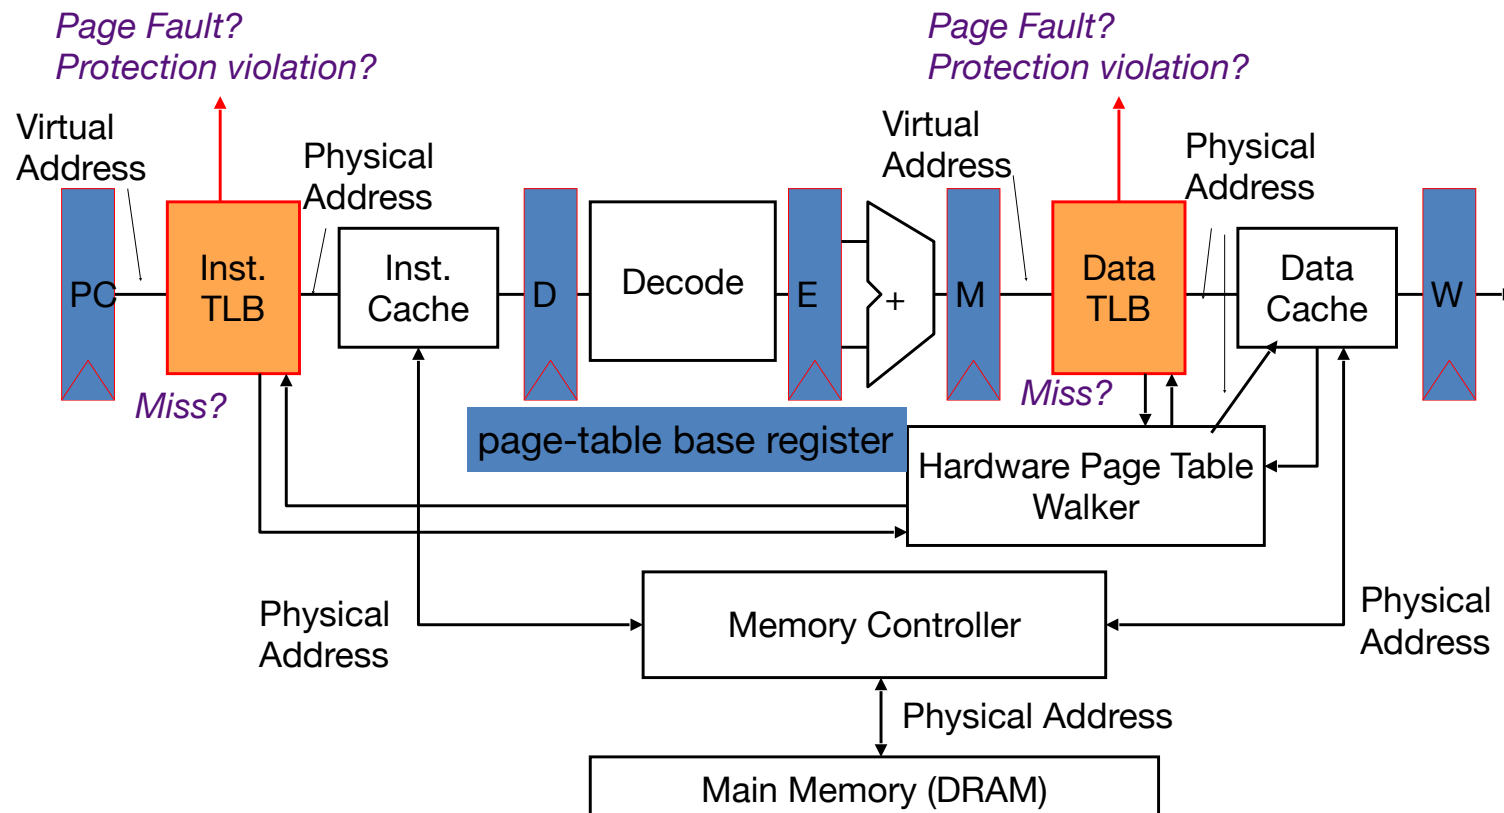 Page Fault?
Protection violation?
Page Fault?
Protection violation?
Virtual
Address
Physical
Address
Virtual
Address
Physical
Address
PC
Inst.
TLB
Inst.
Cache
D
Decode
E
+
M
Data
TLB
Data
Cache
W
Miss?
Miss?
page-table base register
Hardware Page Table
Walker
Physical
Address
Memory Controller
Physical
Address
Physical Address
Main Memory (DRAM)